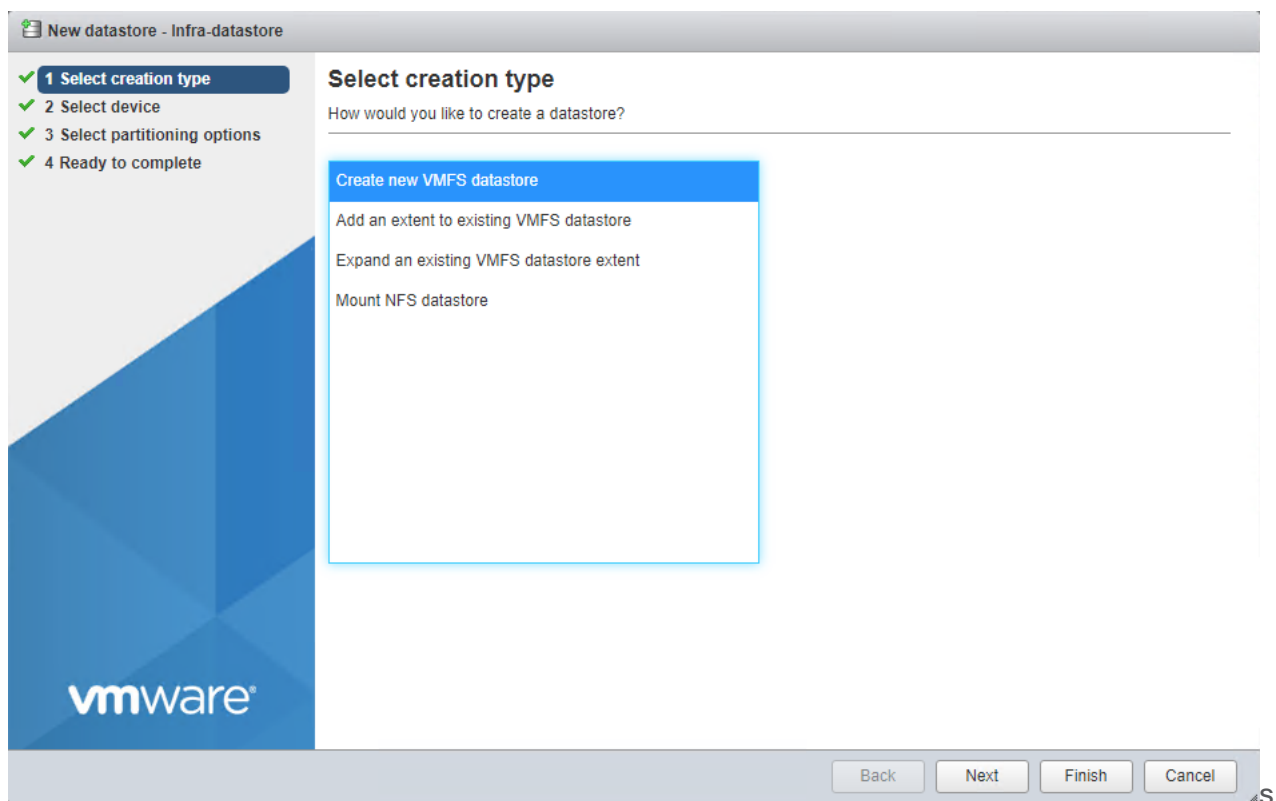 New datastore - Infra-datastore
1 Select creation type
2 Select device
3 Select partitioning options
4 Ready to complete
Select creation type
How would you like to create a datastore?
Create new VMFS datastore
Add an extent to existing VMFS datastore
Expand an existing VMFS datastore extent
Mount NFS datastore
vmware®
Back Next Finish Cancel
s